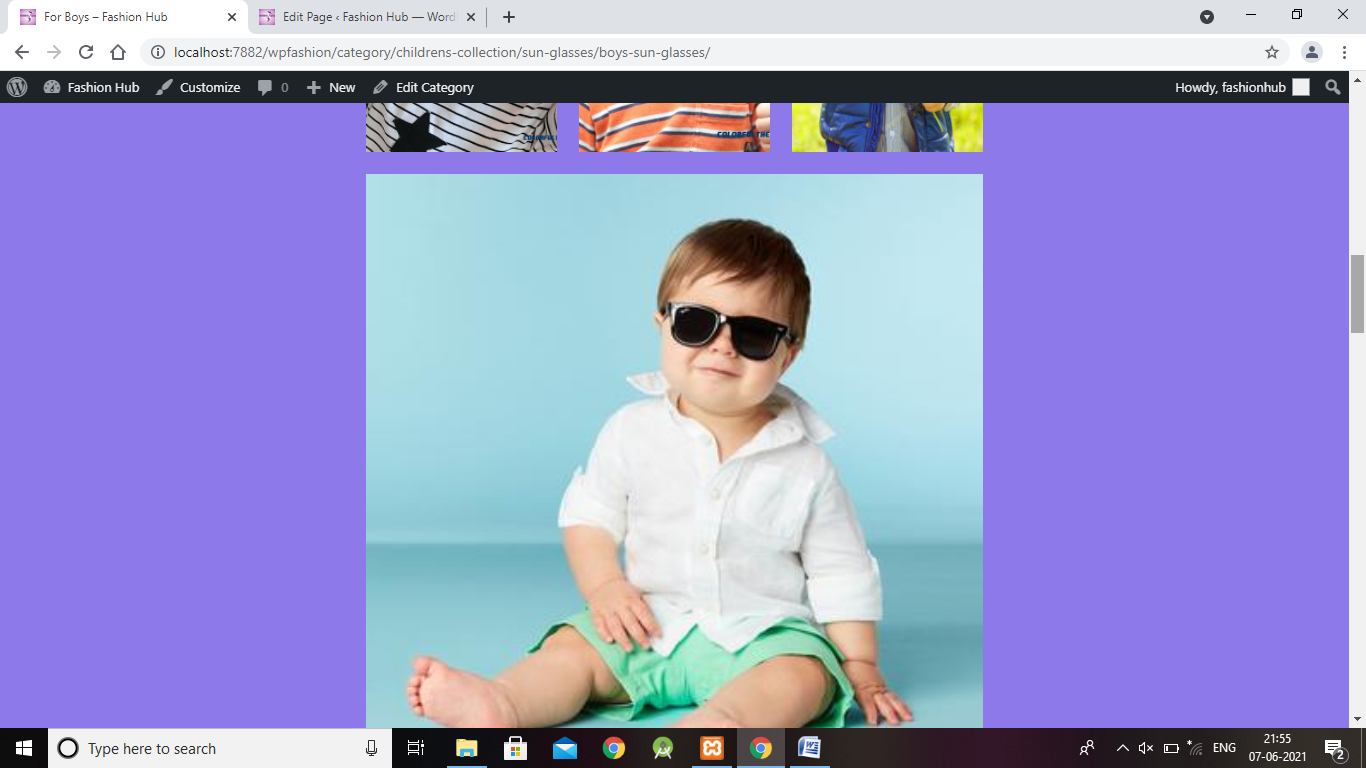 For Boys – Fashion Hub
Edit Page ‹ Fashion Hub — Word
localhost:7882/wpfashion/category/childrens-collection/sun-glasses/boys-sun-glasses/
Fashion Hub Customize 0 New Edit Category Howdy, fashionhub
COLORFUL THE
Type here to search
ENG
21:55
07-06-2021
2